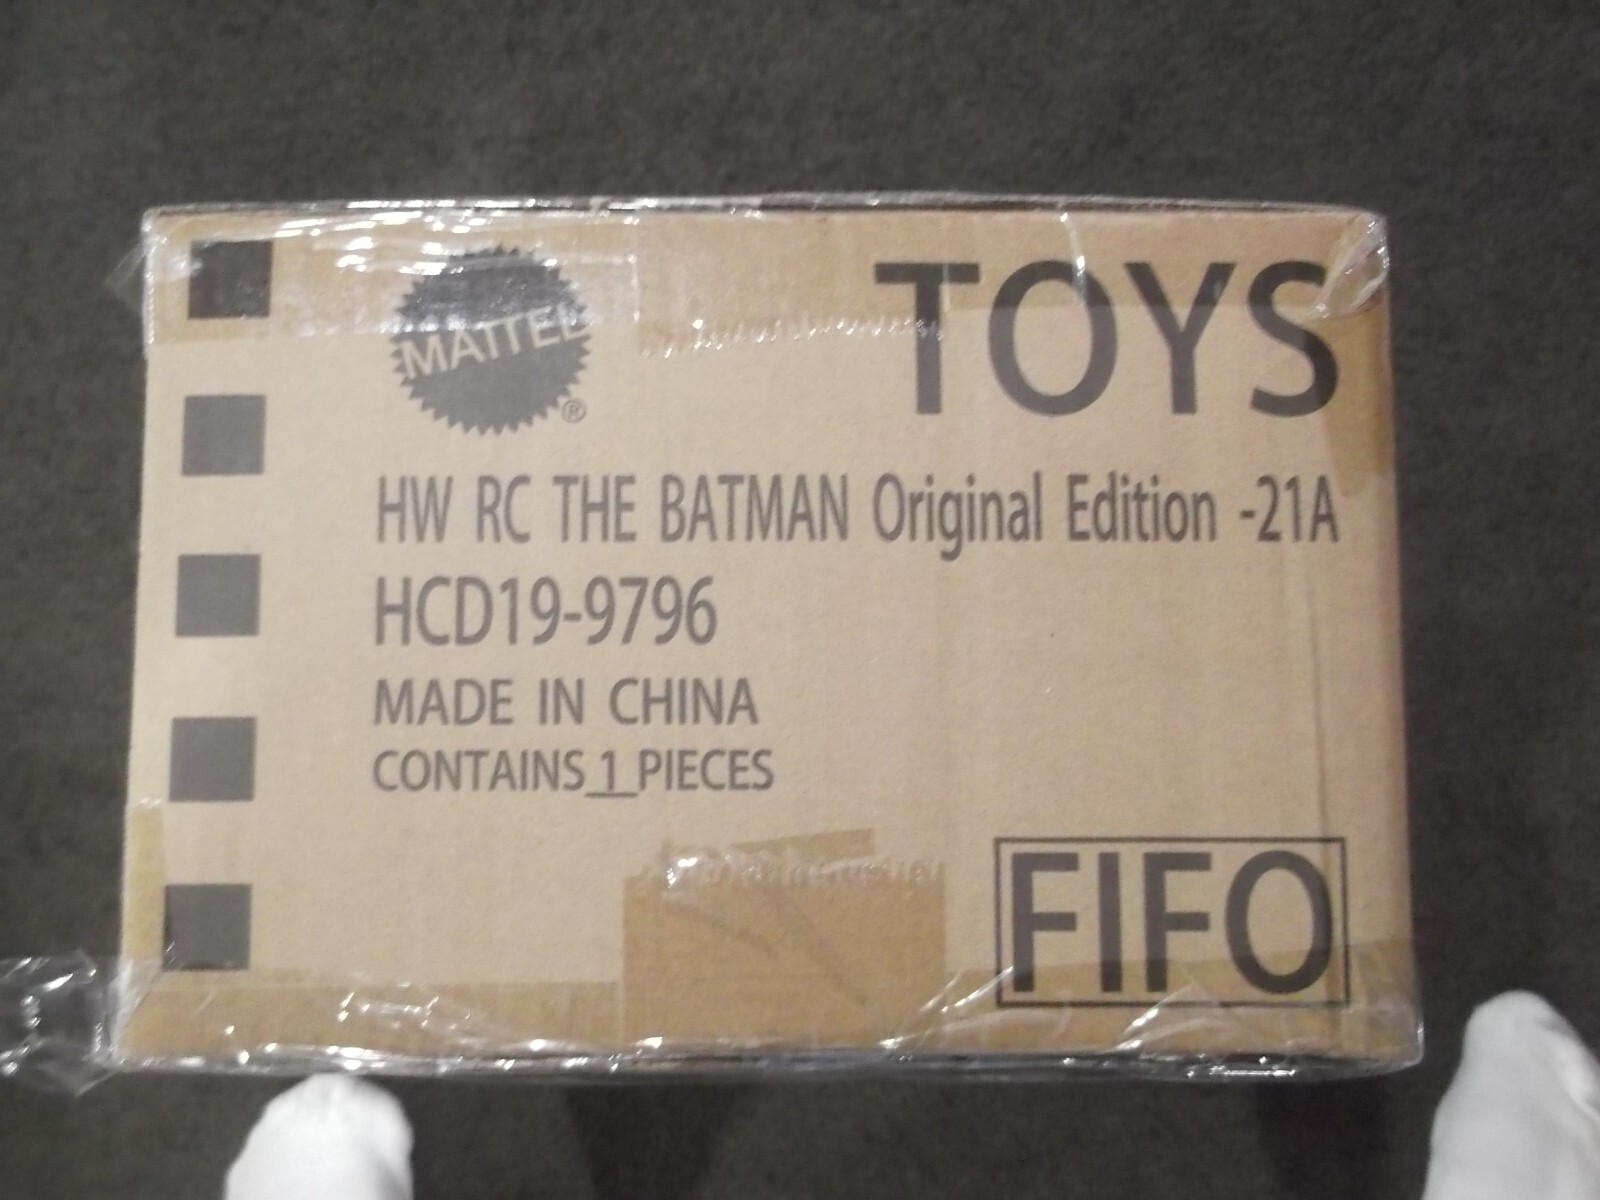 MATTEL
®
TOYS
HW RC THE BATMAN Original Edition -21A
HCD19-9796
MADE IN CHINA
CONTAINS 1 PIECES
FIFO